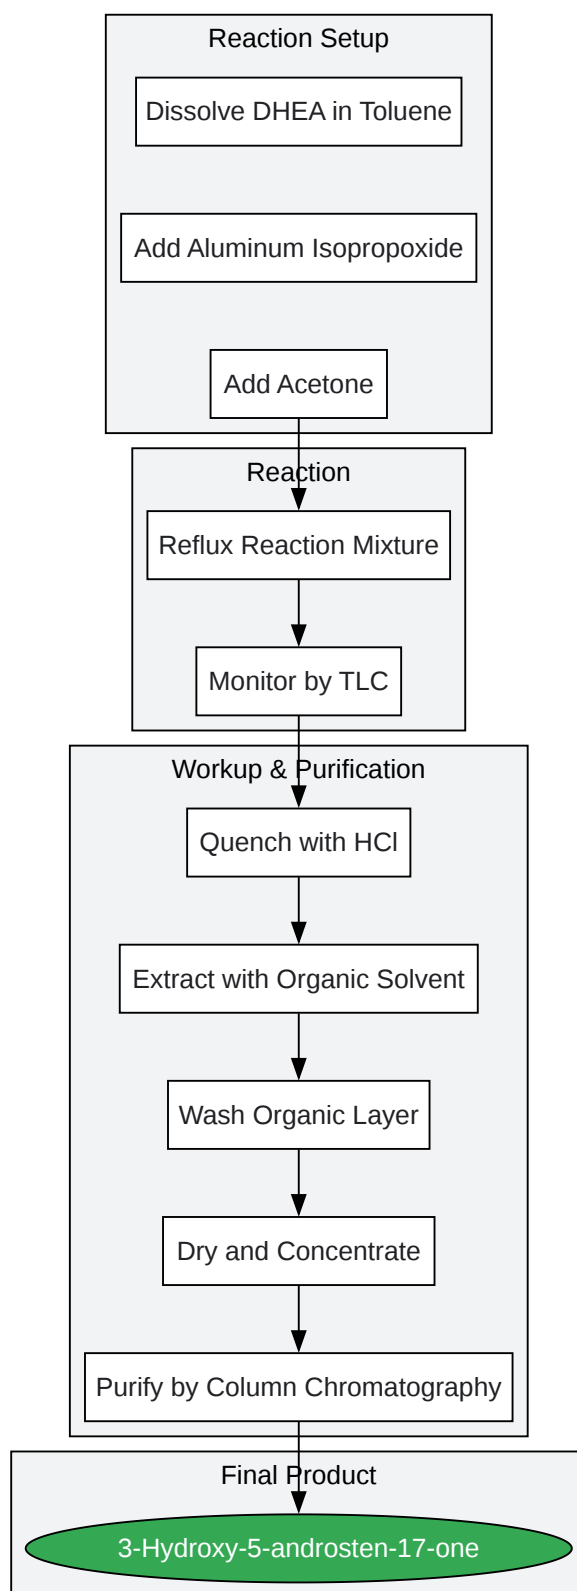 Reaction Setup
Dissolve DHEA in Toluene
Add Aluminum Isopropoxide
Add Acetone
Reaction
Reflux Reaction Mixture
Monitor by TLC
Workup & Purification
Quench with HCl
Extract with Organic Solvent
Wash Organic Layer
Dry and Concentrate
Purify by Column Chromatography
Final Product
3-Hydroxy-5-androsten-17-one